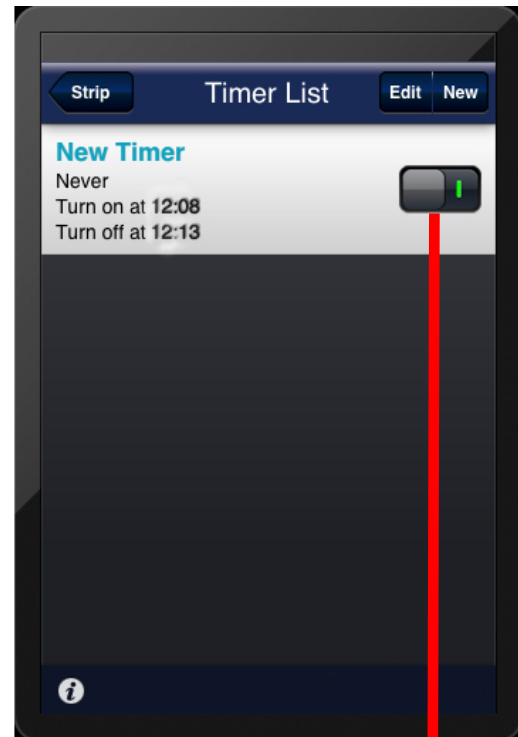 Strip
Timer List
Edit
New
New Timer
Never
Turn on at 12:08
Turn off at 12:13